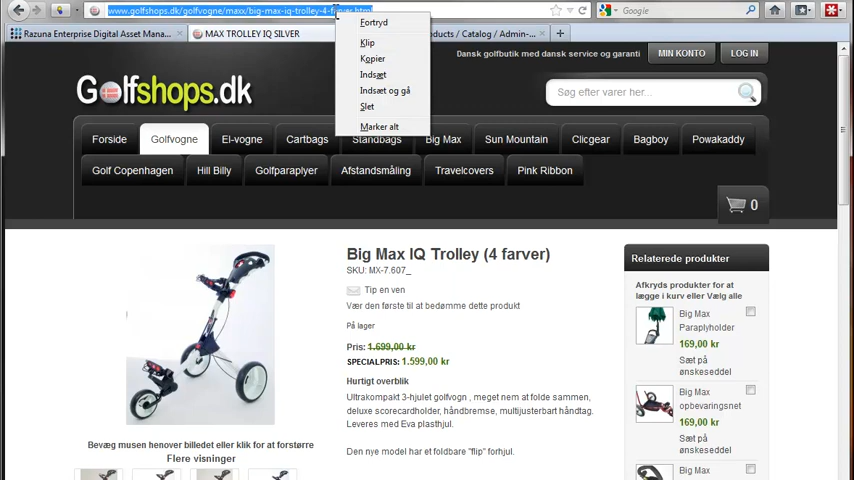 www.golfshops.dk/golfvogne/maxx/big-max-iq-trolley-4-farver.html
Google
Razuna Enterprise Digital Asset Mana...
MAX TROLLEY IQ SILVER
Products / Catalog / Admin-...
Fortryd
Klip
Kopier
Indsæt
Indsæt og gå
Slet
Marker alt
Dansk golfbutik med dansk service og garanti
MIN KONTO
LOG IN
Golfshops.dk
Søg efter varer her...
Forside
Golfvogne
El-vogne
Cartbags
Standbags
Big Max
Sun Mountain
Clicgear
Bagboy
Powakaddy
Golf Copenhagen
Hill Billy
Golfparaplyer
Afstandsmåling
Travelcovers
Pink Ribbon
0
Big Max IQ Trolley (4 farver)
SKU: MX-7.607_
Tip en ven
Vær den første til at bedømme dette produkt
På lager
Pris: 1.699,00 kr
SPECIALPRIS: 1.599,00 kr
Hurtigt overblik
Ultrakompakt 3-hjulet golfvogn , meget nem at folde sammen,
deluxe scorecardholder, håndbremse, multijusterbart håndtag.
Leveres med Eva plasthjul.
Den nye model har et foldbare "flip" forhjul.
Bevæg musen henover billedet eller klik for at forstørre
Flere visninger
Relaterede produkter
Afkryds produkter for at
lægge i kurv eller Vælg alle
Big Max
Paraplyholder
169,00 kr
Sæt på
ønskeseddel
Big Max
opbevaringsnet
169,00 kr
Sæt på
ønskeseddel
Big Max